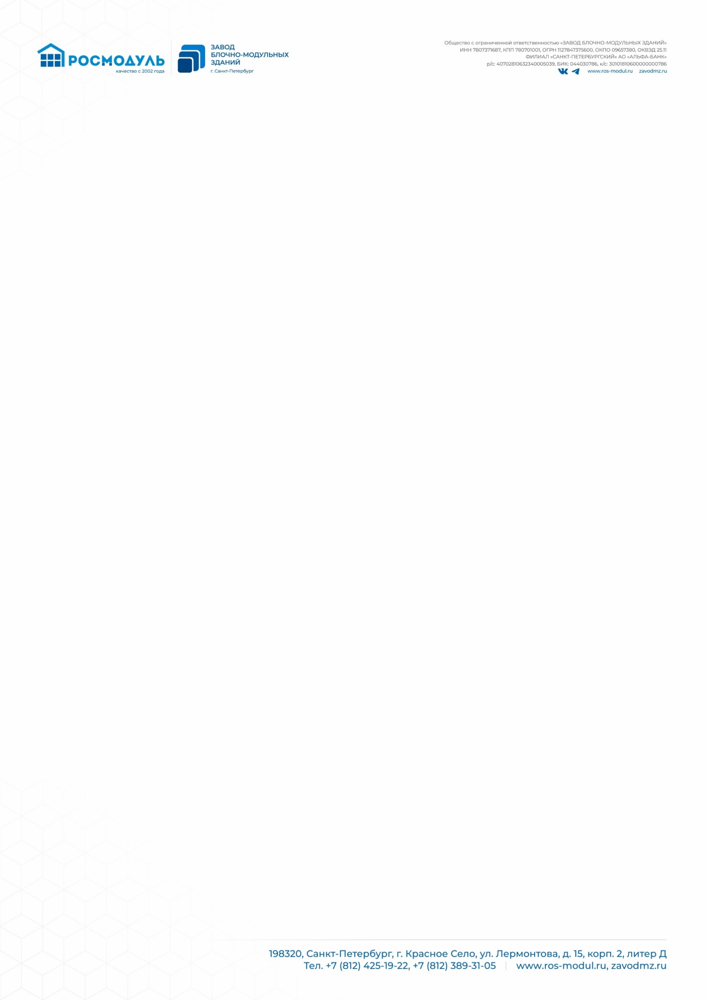 РОСМОДУЛЬ
качество с 2002 года
ЗАВОД
БЛОЧНО-МОДУЛЬНЫХ
ЗДАНИЙ
г. Санкт-Петербург
Общество с ограниченной ответственностью «ЗАВОД БЛОЧНО-МОДУЛЬНЫХ ЗДАНИЙ»
ИНН 7807371687, КПП 780701001, ОГРН 1127847375600, ОКПО 09657380, ОКВЭД 25.11
ФИЛИАЛ «САНКТ-ПЕТЕРБУРГСКИЙ» АО «АЛЬФА-БАНК»
р/с: 40702810632340005039, БИК: 044030786, к/с: 30101810600000000786
www.ros-modul.ru zavodmz.ru
198320, Санкт-Петербург, г. Красное Село, ул. Лермонтова, д. 15, корп. 2, литер Д
Тел. +7 (812) 425-19-22, +7 (812) 389-31-05 | www.ros-modul.ru, zavodmz.ru